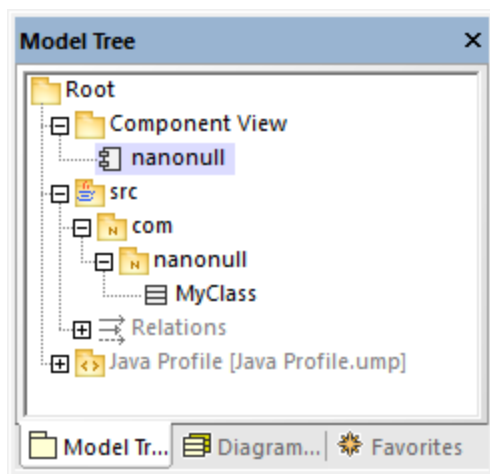 Model Tree
Root
Component View
nanonull
src
com
nanonull
MyClass
Relations
Java Profile [Java Profile.ump]
Model Tr... Diagram... Favorites